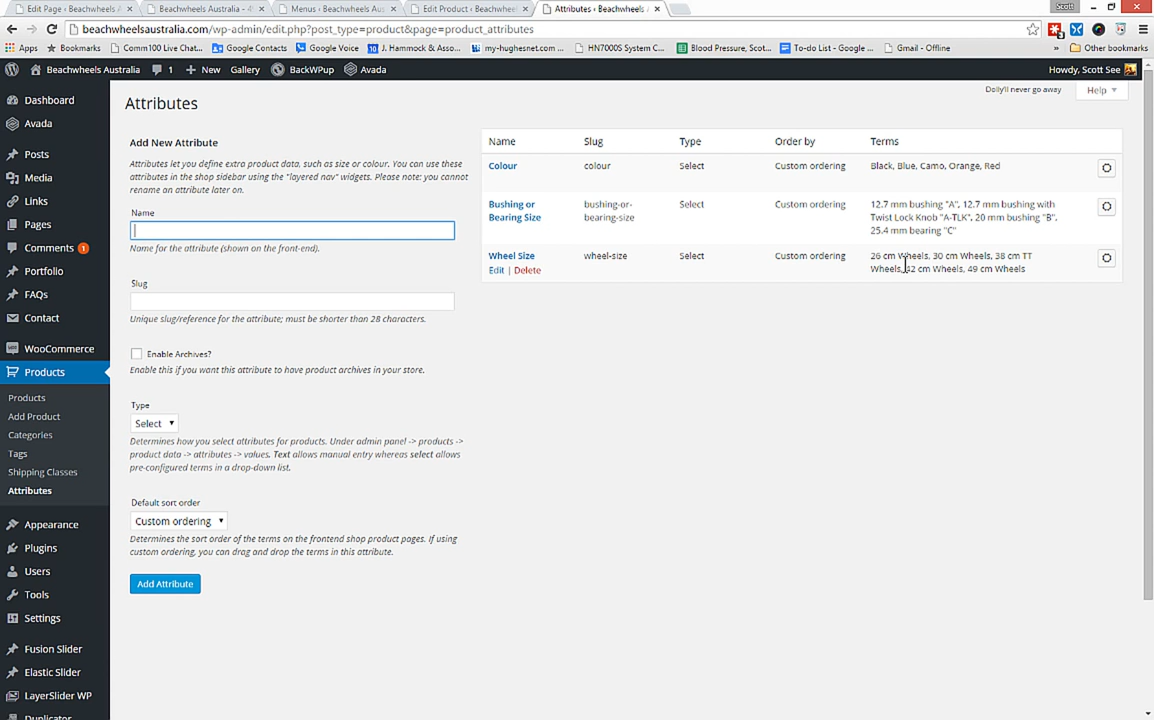 Edit Page ‹ Beachwheels A
Beachwheels Australia - 4
Menus ‹ Beachwheels Aus
Edit Product ‹ Beachwheel
Attributes ‹ Beachwheels A
Scott
beachwheelsaustralia.com/wp-admin/edit.php?post_type=product&page=product_attributes
Apps
Bookmarks
Comm100 Live Chat...
Google Contacts
Google Voice
J. Hammock & Asso...
my-hughesnet.com ...
HN7000S System C...
Blood Pressure, Scot...
To-do List - Google ...
Gmail - Offline
»
Other bookmarks
Beachwheels Australia
1
+ New
Gallery
BackWPup
Avada
Howdy, Scott See
Dashboard
Avada
Posts
Media
Links
Pages
Comments 1
Portfolio
FAQs
Contact
WooCommerce
Products
Products
Add Product
Categories
Tags
Shipping Classes
Attributes
Appearance
Plugins
Users
Tools
Settings
Fusion Slider
Elastic Slider
LayerSlider WP
Duplicator
Dolly'll never go away
Help
Attributes
Add New Attribute
Attributes let you define extra product data, such as size or colour. You can use these
attributes in the shop sidebar using the "layered nav" widgets. Please note: you cannot
rename an attribute later on.
Name
Name for the attribute (shown on the front-end).
Slug
Unique slug/reference for the attribute; must be shorter than 28 characters.
Enable Archives?
Enable this if you want this attribute to have product archives in your store.
Type
Select
Determines how you select attributes for products. Under admin panel -> products ->
product data -> attributes -> values, Text allows manual entry whereas select allows
pre-configured terms in a drop-down list.
Default sort order
Custom ordering
Determines the sort order of the terms on the frontend shop product pages. If using
custom ordering, you can drag and drop the terms in this attribute.
Add Attribute
Name Slug Type Order by Terms
Colour colour Select Custom ordering Black, Blue, Camo, Orange, Red
Bushing or bushing-or- Select Custom ordering 12.7 mm bushing "A", 12.7 mm bushing with
Bearing Size bearing-size Twist Lock Knob "A-TLK", 20 mm bushing "B",
25.4 mm bearing "C"
Wheel Size wheel-size Select Custom ordering 26 cm Wheels, 30 cm Wheels, 38 cm TT
Edit | Delete Wheels, 42 cm Wheels, 49 cm Wheels